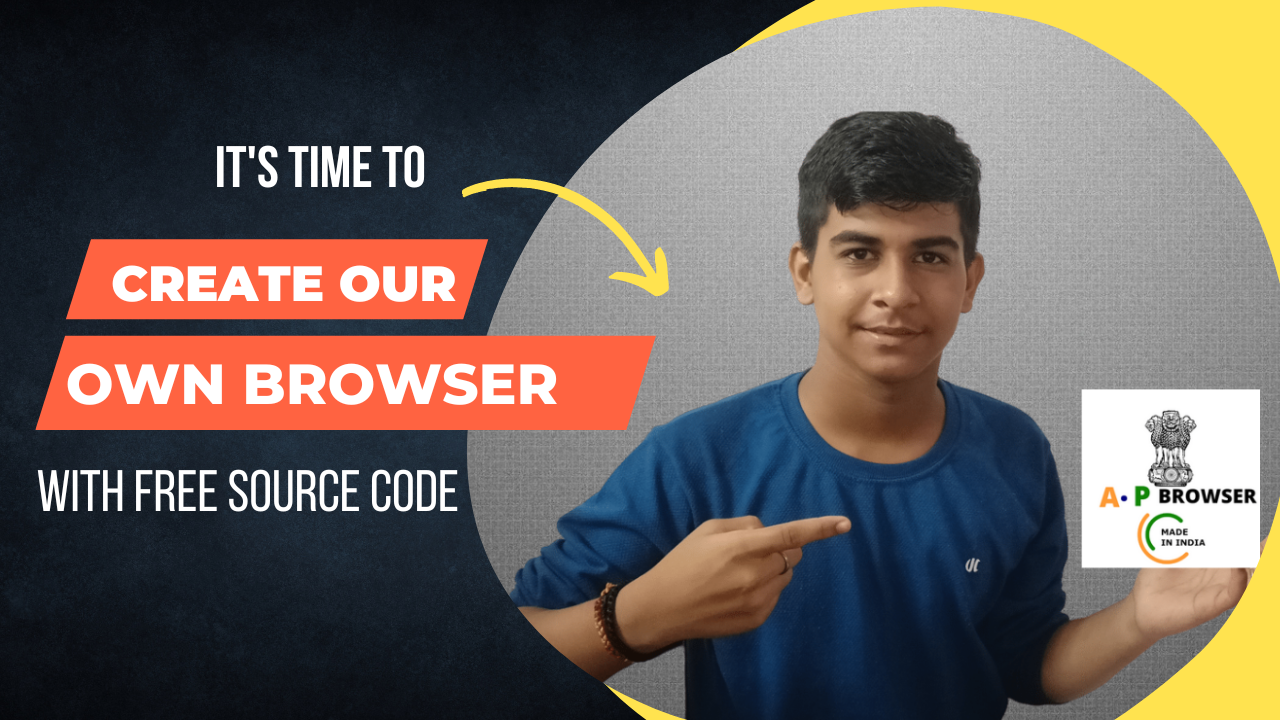 IT'S TIME TO
CREATE OUR
OWN BROWSER
WITH FREE SOURCE CODE
A. P BROWSER
MADE
IN INDIA